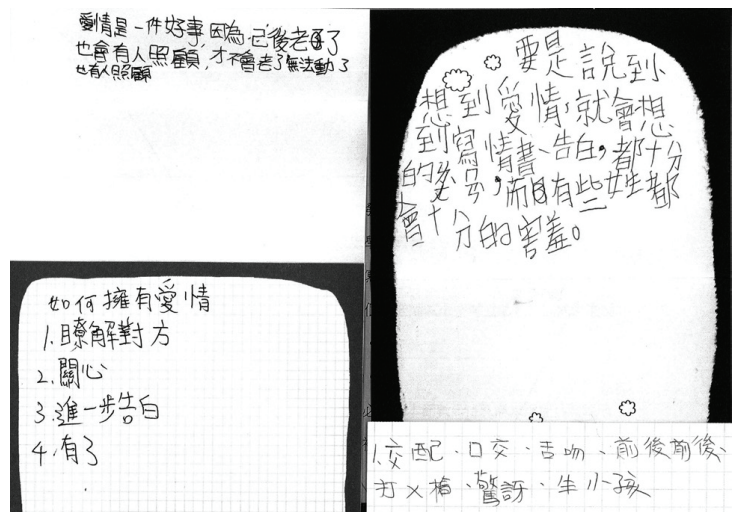 愛情是一件好事,因為已後老了
也會有人照顧,才不會老了無法動了
也有人照顧
如何擁有愛情
1.瞭解對方
2.關心
3.進一步告白
4.有了
要是說到
想到愛情,就會想
到寫情書、告白,都十分
的,而且有些女生都
會十分的害羞。
1.交配、口交、舌吻、前後前後、
打X槍、驚訝、生小孩